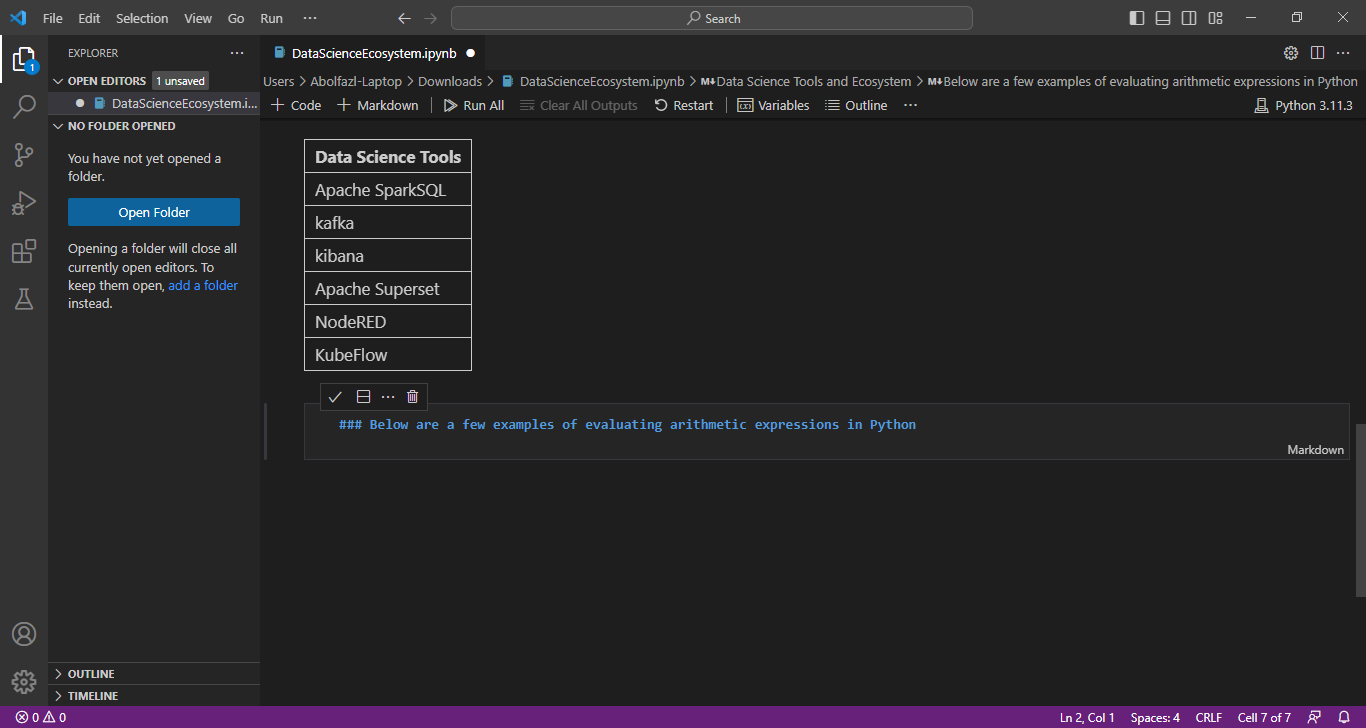 File Edit Selection View Go Run ···
Search
EXPLORER ···
OPEN EDITORS 1 unsaved
DataScienceEcosystem.i...
NO FOLDER OPENED
You have not yet opened a
folder.
Open Folder
Opening a folder will close all
currently open editors. To
keep them open, add a folder
instead.
OUTLINE
TIMELINE
1
DataScienceEcosystem.ipynb
Users > Abolfazl-Laptop > Downloads > DataScienceEcosystem.ipynb > M↓Data Science Tools and Ecosystem > M↓Below are a few examples of evaluating arithmetic expressions in Python
+ Code + Markdown | Run All Clear All Outputs Restart | Variables Outline ··· Python 3.11.3
Data Science Tools
Apache SparkSQL
kafka
kibana
Apache Superset
NodeRED
KubeFlow
### Below are a few examples of evaluating arithmetic expressions in Python
Markdown
0 0 Ln 2, Col 1 Spaces: 4 CRLF Cell 7 of 7